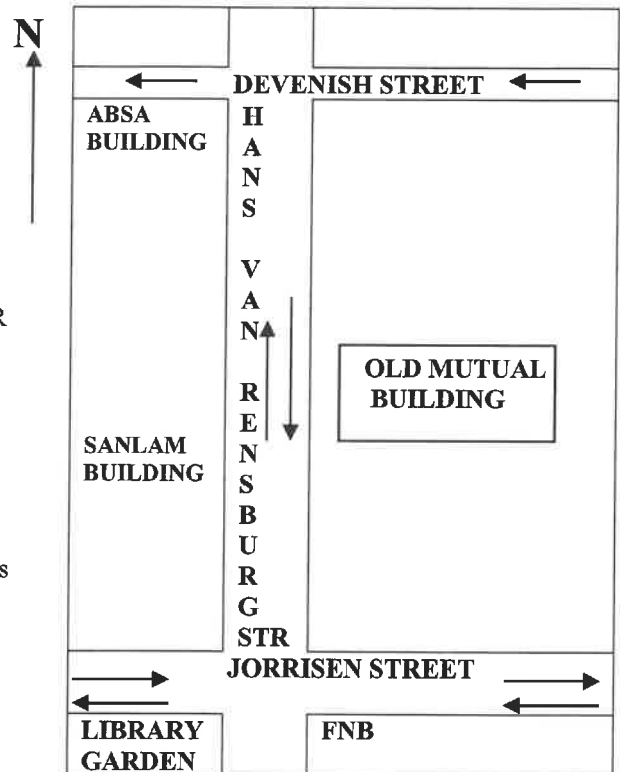 N
DEVENISH STREET
ABSA
BUILDING
H
A
N
S
V
A
N
R
E
N
S
B
U
R
G
STR
R
OLD MUTUAL
BUILDING
SANLAM
BUILDING
s
JORRISEN STREET
LIBRARY
GARDEN
FNB